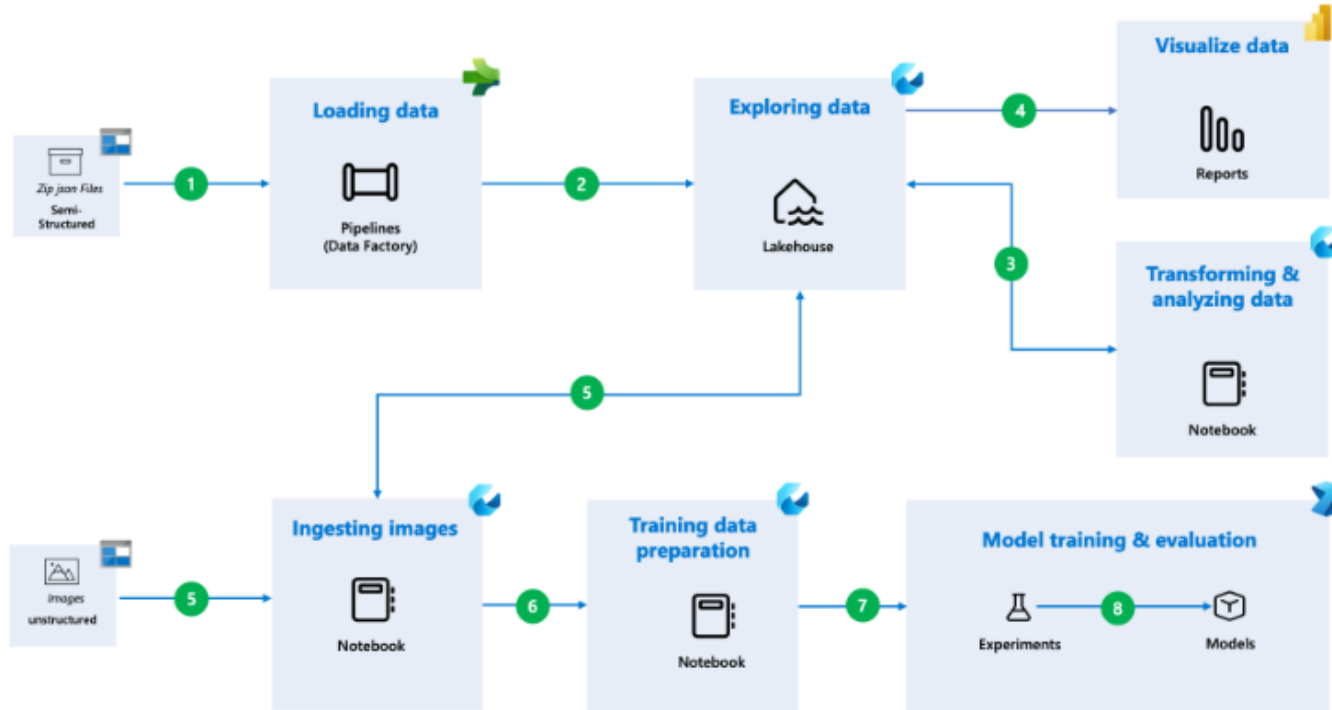 Visualize data
Reports
Loading data
Pipelines
(Data Factory)
Exploring data
Lakehouse
Zip json Files
Semi-
Structured
1
2
4
3
Transforming &
analyzing data
Notebook
5
Ingesting images
Notebook
Training data
preparation
Notebook
Model training & evaluation
Experiments
8
Models
images
unstructured
5
6
7